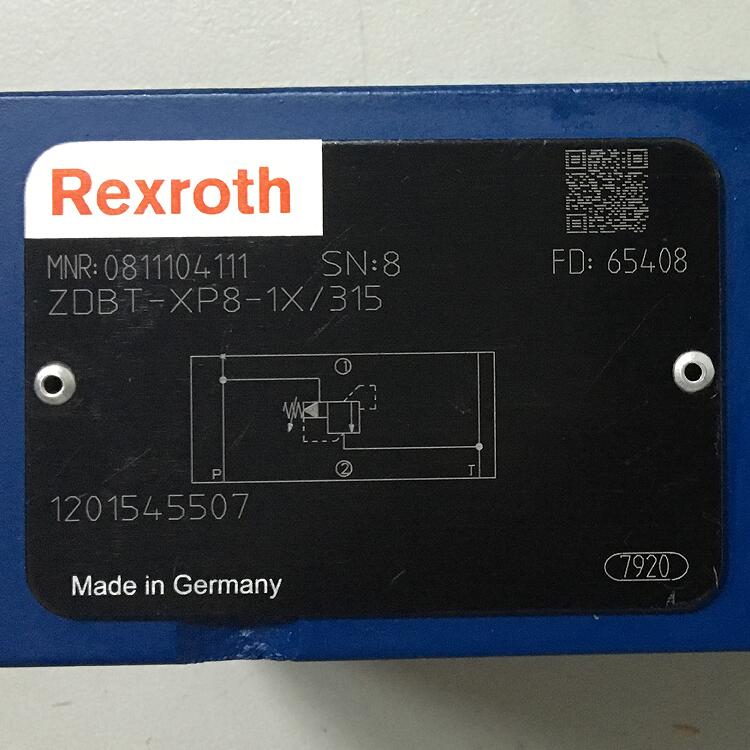 Rexroth
MNR: 0811104111 SN: 8 FD: 65408
ZDBT-XP8-1X/315
1
P 2 T
1201545507
7920
Made in Germany
A